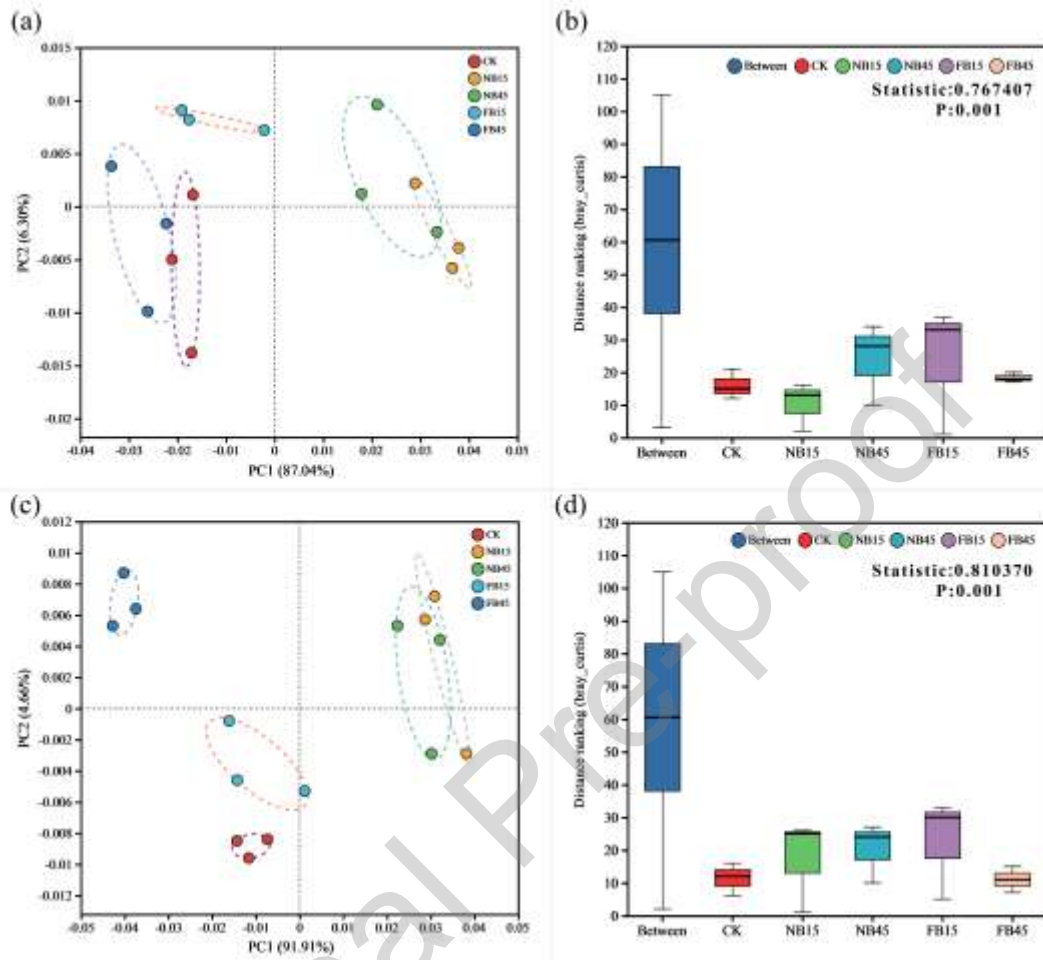 (a)
0.015
0.01
0.005
0
-0.005
-0.01
-0.015
-0.02
PC2 (6.30%)
CK
NB15
NB45
FB15
FB45
-0.04 -0.03 -0.02 -0.01 0 0.01 0.02 0.03 0.04 0.05
PC1 (87.04%)
(b)
120
110
100
90
80
70
60
50
40
30
20
10
0
Distance ranking (bray_curtis)
Between CK NB15 NB45 FB15 FB45
Statistic:0.767407
P:0.001
Between CK NB15 NB45 FB15 FB45
(c)
0.012
0.01
0.008
0.006
0.004
0.002
0
-0.002
-0.004
-0.006
-0.008
-0.01
-0.012
PC2 (4.66%)
CK
NB15
NB45
FB15
FB45
-0.05 -0.04 -0.03 -0.02 -0.01 0 0.01 0.02 0.03 0.04 0.05
PC1 (91.91%)
(d)
120
110
100
90
80
70
60
50
40
30
20
10
0
Distance ranking (bray_curtis)
Between CK NB15 NB45 FB15 FB45
Statistic:0.810370
P:0.001
Between CK NB15 NB45 FB15 FB45
al Pre-proof